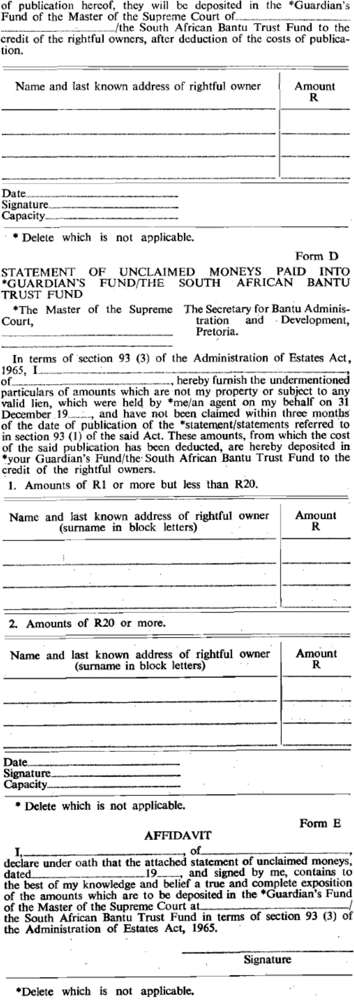 of publication hereof, they will be deposited in the *Guardian's
Fund of the Master of the Supreme Court of
/the South African Bantu Trust Fund to the
credit of the rightful owners, after deduction of the costs of publica-
tion.
Name and last known address of rightful owner Amount
R
Date
Signature
Capacity
* Delete which is not applicable.
Form D
STATEMENT OF UNCLAIMED MONEYS PAID INTO
*GUARDIAN'S FUND/THE SOUTH AFRICAN BANTU
TRUST FUND
*The Master of the Supreme
Court,
The Secretary for Bantu Adminis-
tration and Development,
Pretoria.
In terms of section 93 (3) of the Administration of Estates Act,
1965, I ,
of , hereby furnish the undermentioned
particulars of amounts which are not my property or subject to any
valid lien, which were held by *me/an agent on my behalf on 31
December 19 , and have not been claimed within three months
of the date of publication of the *statement/statements referred to
in section 93 (1) of the said Act. These amounts, from which the cost
of the said publication has been deducted, are hereby deposited in
*your Guardian's Fund/the South African Bantu Trust Fund to the
credit of the rightful owners.
1. Amounts of R1 or more but less than R20.
Name and last known address of rightful owner Amount
(surname in block letters) R
2. Amounts of R20 or more.
Name and last known address of rightful owner Amount
(surname in block letters) R
Date
Signature
Capacity
* Delete which is not applicable.
Form E
AFFIDAVIT
I, , of ,
declare under oath that the attached statement of unclaimed moneys,
dated 19 , and signed by me, contains to
the best of my knowledge and belief a true and complete exposition
of the amounts which are to be deposited in the *Guardian's Fund
of the Master of the Supreme Court at /
the South African Bantu Trust Fund in terms of section 93 (3) of
the Administration of Estates Act, 1965.
Signature
*Delete which is not applicable.